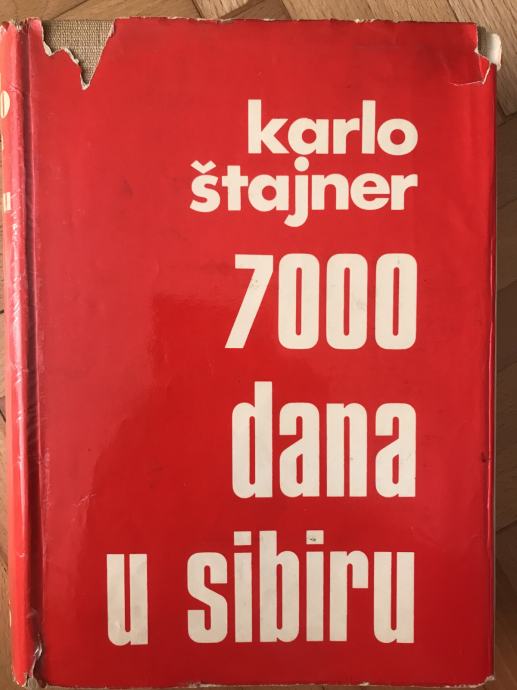 karlo
štajner
7000
dana
u sibiru